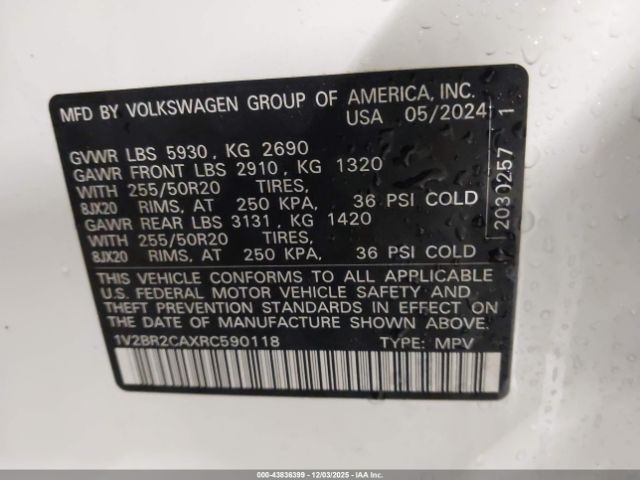 MFD BY VOLKSWAGEN GROUP OF AMERICA, INC.
USA 05/2024
GVWR LBS 5930, KG 2690
GAWR FRONT LBS 2910, KG 1320
WITH 255/50R20 TIRES,
8JX20 RIMS, AT 250 KPA, 36 PSI COLD
GAWR REAR LBS 3131, KG 1420
WITH 255/50R20 TIRES,
8JX20 RIMS, AT 250 KPA, 36 PSI COLD
THIS VEHICLE CONFORMS TO ALL APPLICABLE
U.S. FEDERAL MOTOR VEHICLE SAFETY AND
THEFT PREVENTION STANDARDS IN EFFECT ON
THE DATE OF MANUFACTURE SHOWN ABOVE.
1V2BR2CAXRC590118 TYPE: MPV
2030257 1
000-43836399 - 12/03/2025 - IAAI.COM